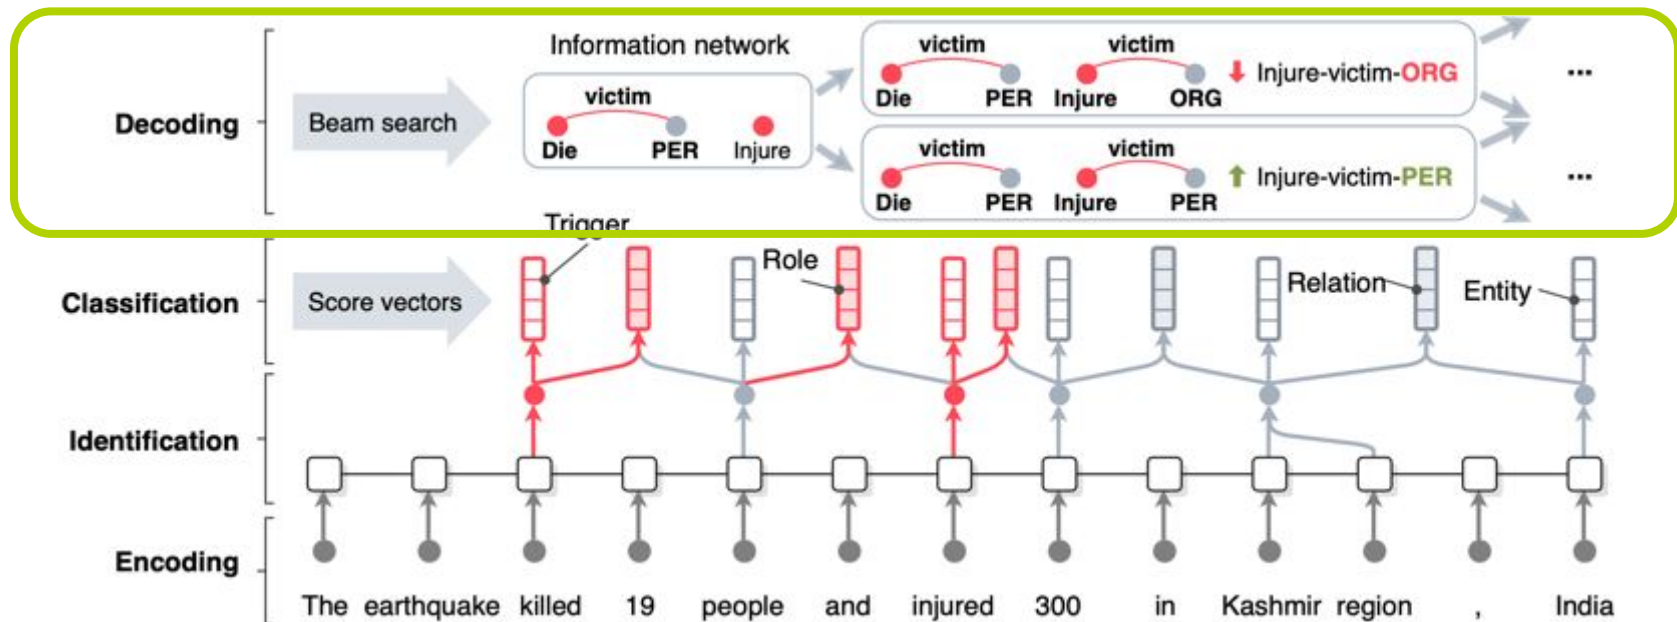 Information network
victim
Die PER Injure
victim victim
Die PER Injure ORG
Injure-victim-ORG
...
Decoding
Beam search
victim victim
Die PER Injure PER
Injure-victim-PER
...
Trigger
Classification
Score vectors
Role
Relation
Entity
Identification
Encoding
The earthquake killed 19 people and injured 300 in Kashmir region , India